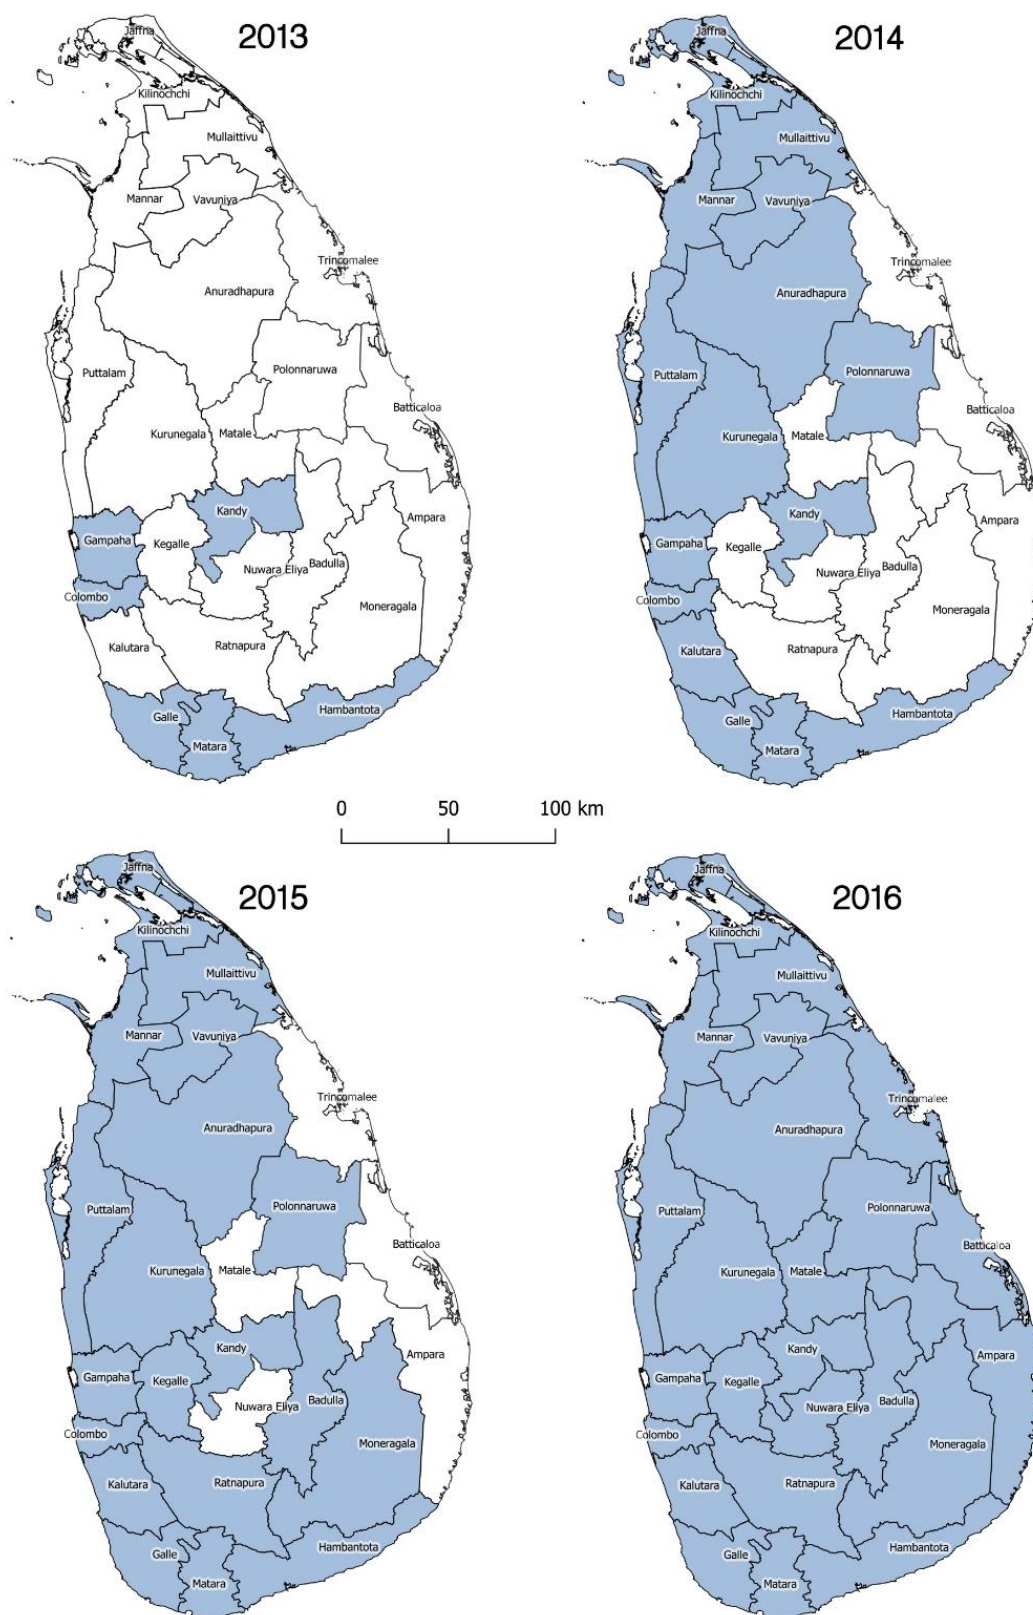 2013
Jaffna
Kilinochchi
Mullaittivu
Mannar
Vavuniya
Trincomalee
Anuradhapura
Puttalam
Polonnaruwa
Batticaloa
Kurunegala
Matale
Kandy
Ampara
Gampaha
Kegalle
Nuwara Eliya
Badulla
Colombo
Moneragala
Kalutara
Ratnapura
Galle
Hambantota
Matara
2014
Jaffna
Kilinochchi
Mullaittivu
Mannar
Vavuniya
Trincomalee
Anuradhapura
Puttalam
Polonnaruwa
Batticaloa
Kurunegala
Matale
Kandy
Ampara
Gampaha
Kegalle
Nuwara Eliya
Badulla
Colombo
Moneragala
Kalutara
Ratnapura
Galle
Hambantota
Matara
0 50 100 km
2015
Jaffna
Kilinochchi
Mullaittivu
Mannar
Vavuniya
Trincomalee
Anuradhapura
Puttalam
Polonnaruwa
Batticaloa
Kurunegala
Matale
Kandy
Ampara
Gampaha
Kegalle
Nuwara Eliya
Badulla
Colombo
Moneragala
Kalutara
Ratnapura
Galle
Hambantota
Matara
2016
Jaffna
Kilinochchi
Mullaittivu
Mannar
Vavuniya
Trincomalee
Anuradhapura
Puttalam
Polonnaruwa
Batticaloa
Kurunegala
Matale
Kandy
Ampara
Gampaha
Kegalle
Nuwara Eliya
Badulla
Colombo
Moneragala
Kalutara
Ratnapura
Galle
Hambantota
Matara